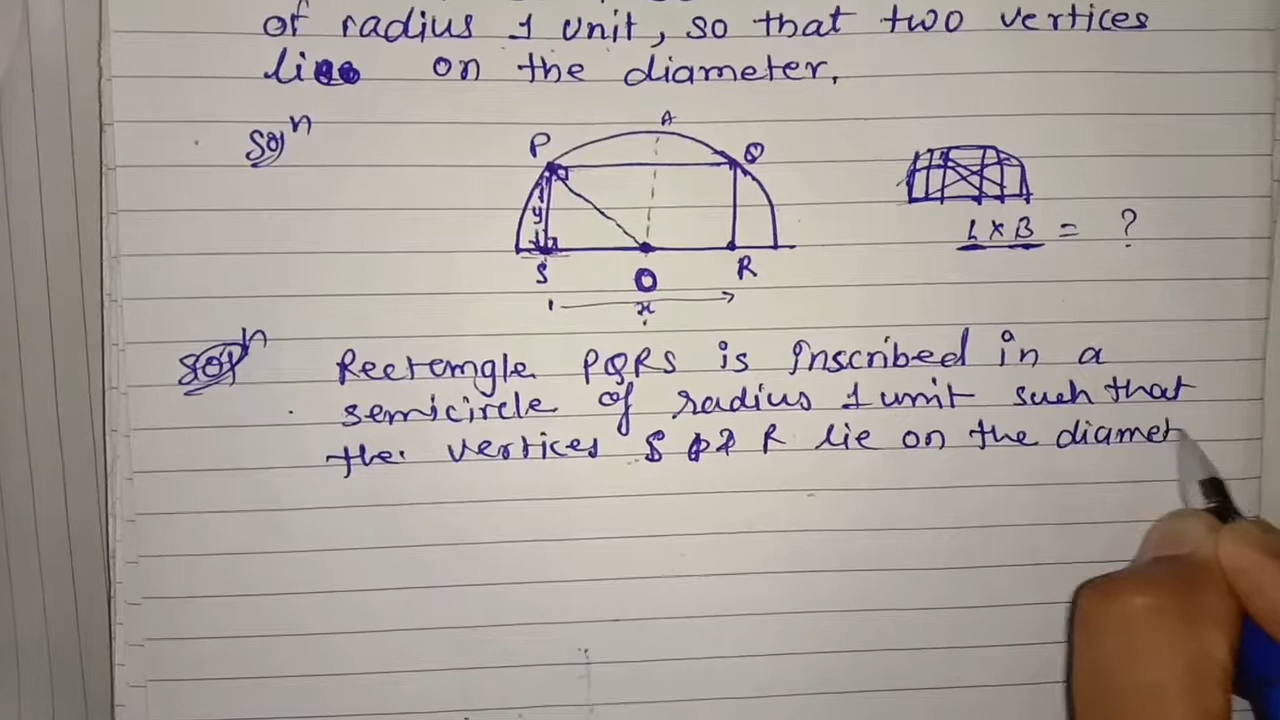 of radius 1 unit, so that two vertices
lie on the diameter.
Solⁿ
A
P
Q
y
S
O
R
x
L × B = ?
Solⁿ
Rectangle PQRS is inscribed in a
semicircle of radius 1 unit such that
the vertices S & R lie on the diamet